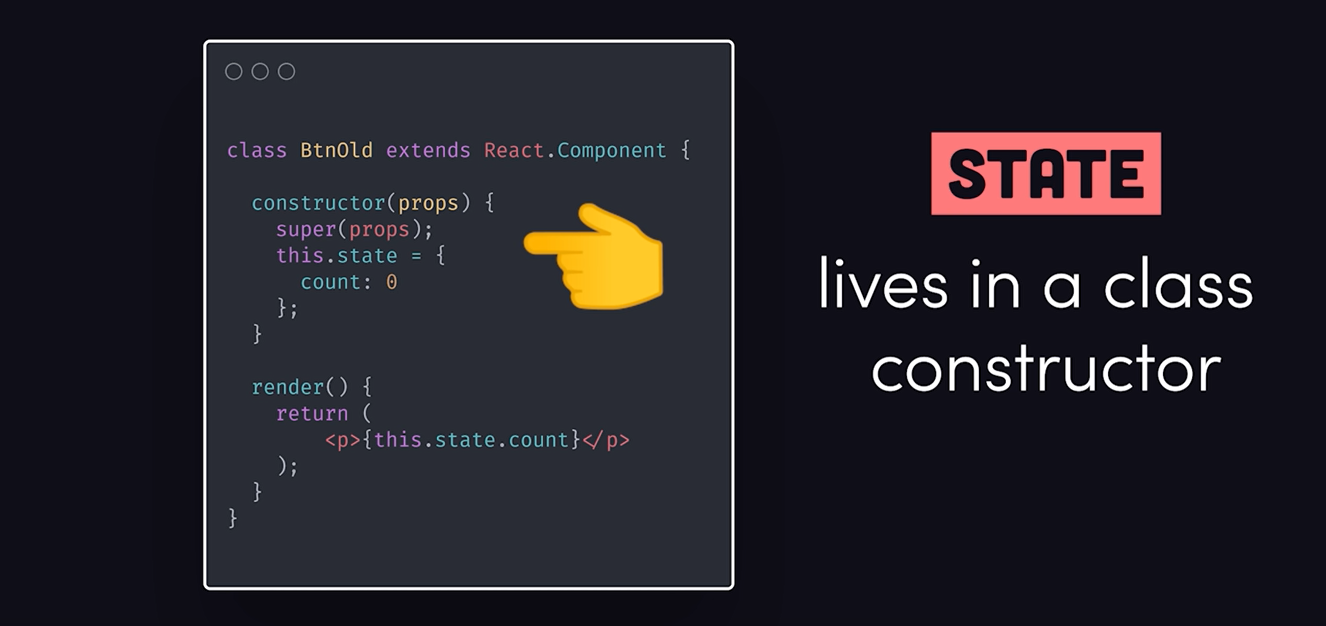 class BtnOld extends React.Component {
constructor(props) {
super(props);
this.state = {
count: 0
};
}
render() {
return (
<p>{this.state.count}</p>
);
}
}
STATE
lives in a class
constructor